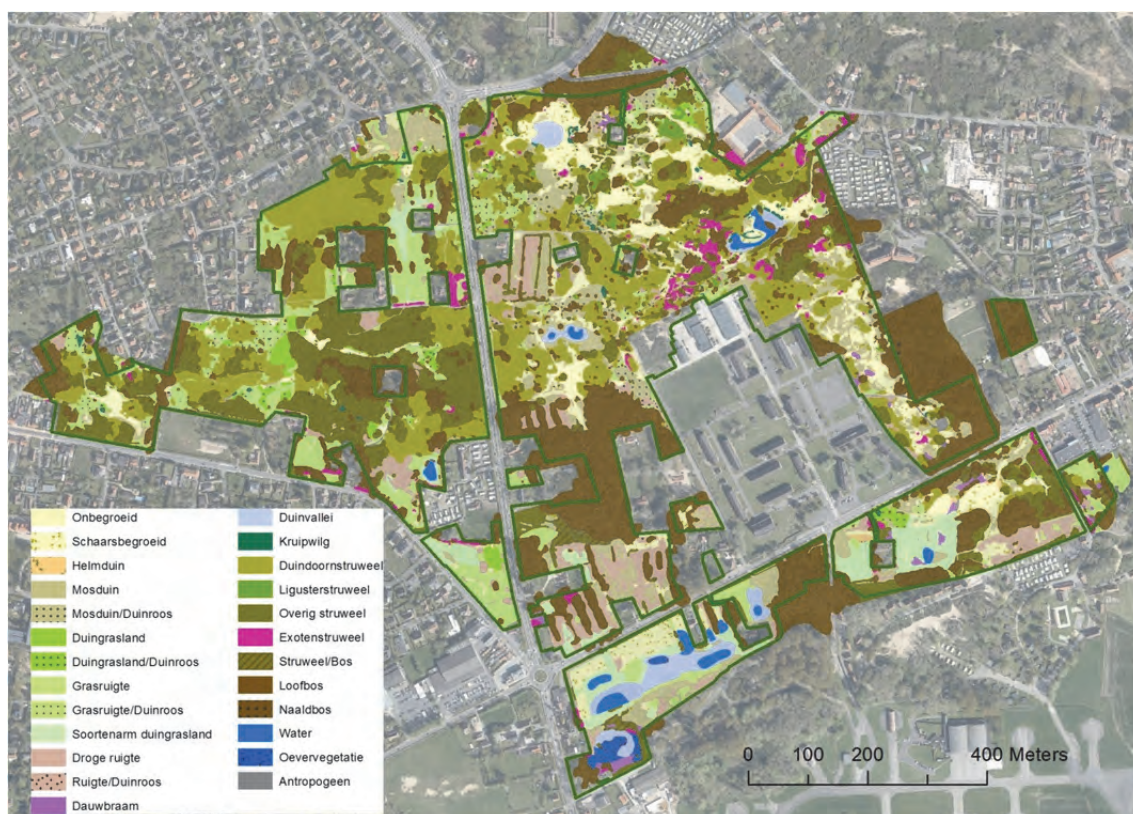 0 100 200 400 Meters
Onbegroeid
Schaarsbegroeid
Helmduin
Mosduin
Mosduin/Duinroos
Duingrasland
Duingrasland/Duinroos
Grasruigte
Grasruigte/Duinroos
Soortenarm duingrasland
Droge ruigte
Ruigte/Duinroos
Dauwbraam
Duinvallei
Kruipwilg
Duindoornstruweel
Ligusterstruweel
Overig struweel
Exotenstruweel
Struweel/Bos
Loofbos
Naaldbos
Water
Oevervegetatie
Antropogeen